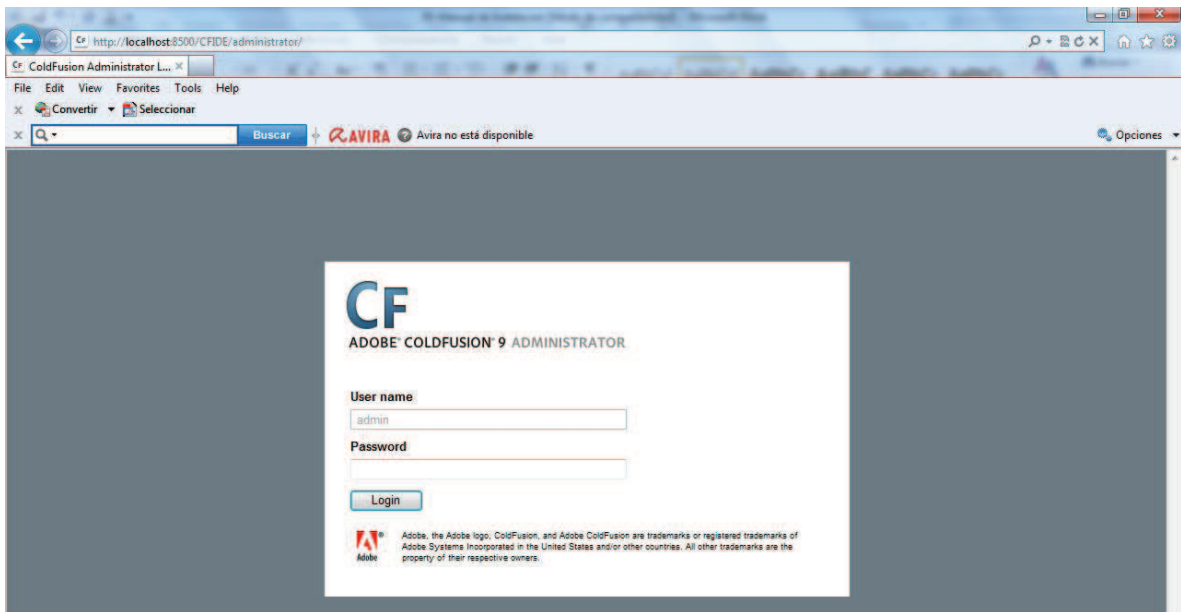 http://localhost:8500/CFIDE/administrator/
ColdFusion Administrator L...
File Edit View Favorites Tools Help
Convertir Seleccionar
Buscar AVIRA Avira no está disponible Opciones
CF
ADOBE® COLDFUSION® 9 ADMINISTRATOR
User name
admin
Password
Login
Adobe
Adobe, the Adobe logo, ColdFusion, and Adobe ColdFusion are trademarks or registered trademarks of
Adobe Systems Incorporated in the United States and/or other countries. All other trademarks are the
property of their respective owners.